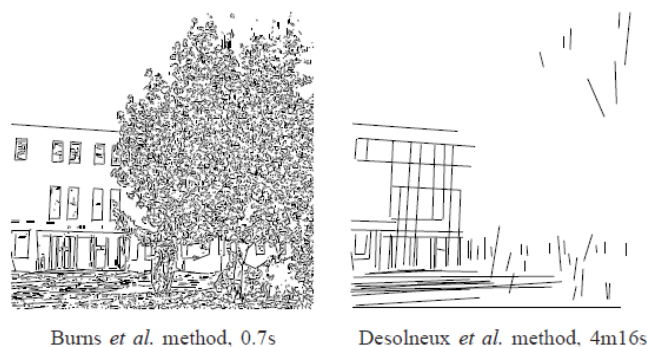 Burns et al. method, 0.7s
Desolneux et al. method, 4m16s